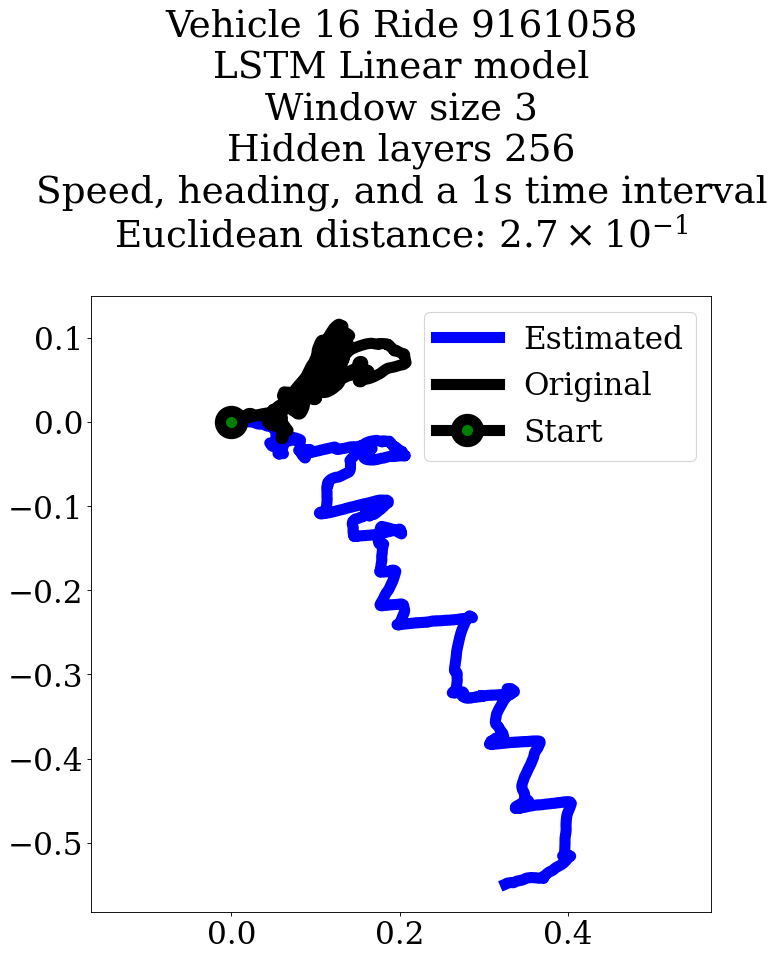 Vehicle 16 Ride 9161058
LSTM Linear model
Window size 3
Hidden layers 256
Speed, heading, and a 1s time interval
Euclidean distance: 2.7 × 10⁻¹
Estimated
Original
Start
0.1
0.0
−0.1
−0.2
−0.3
−0.4
−0.5
0.0 0.2 0.4